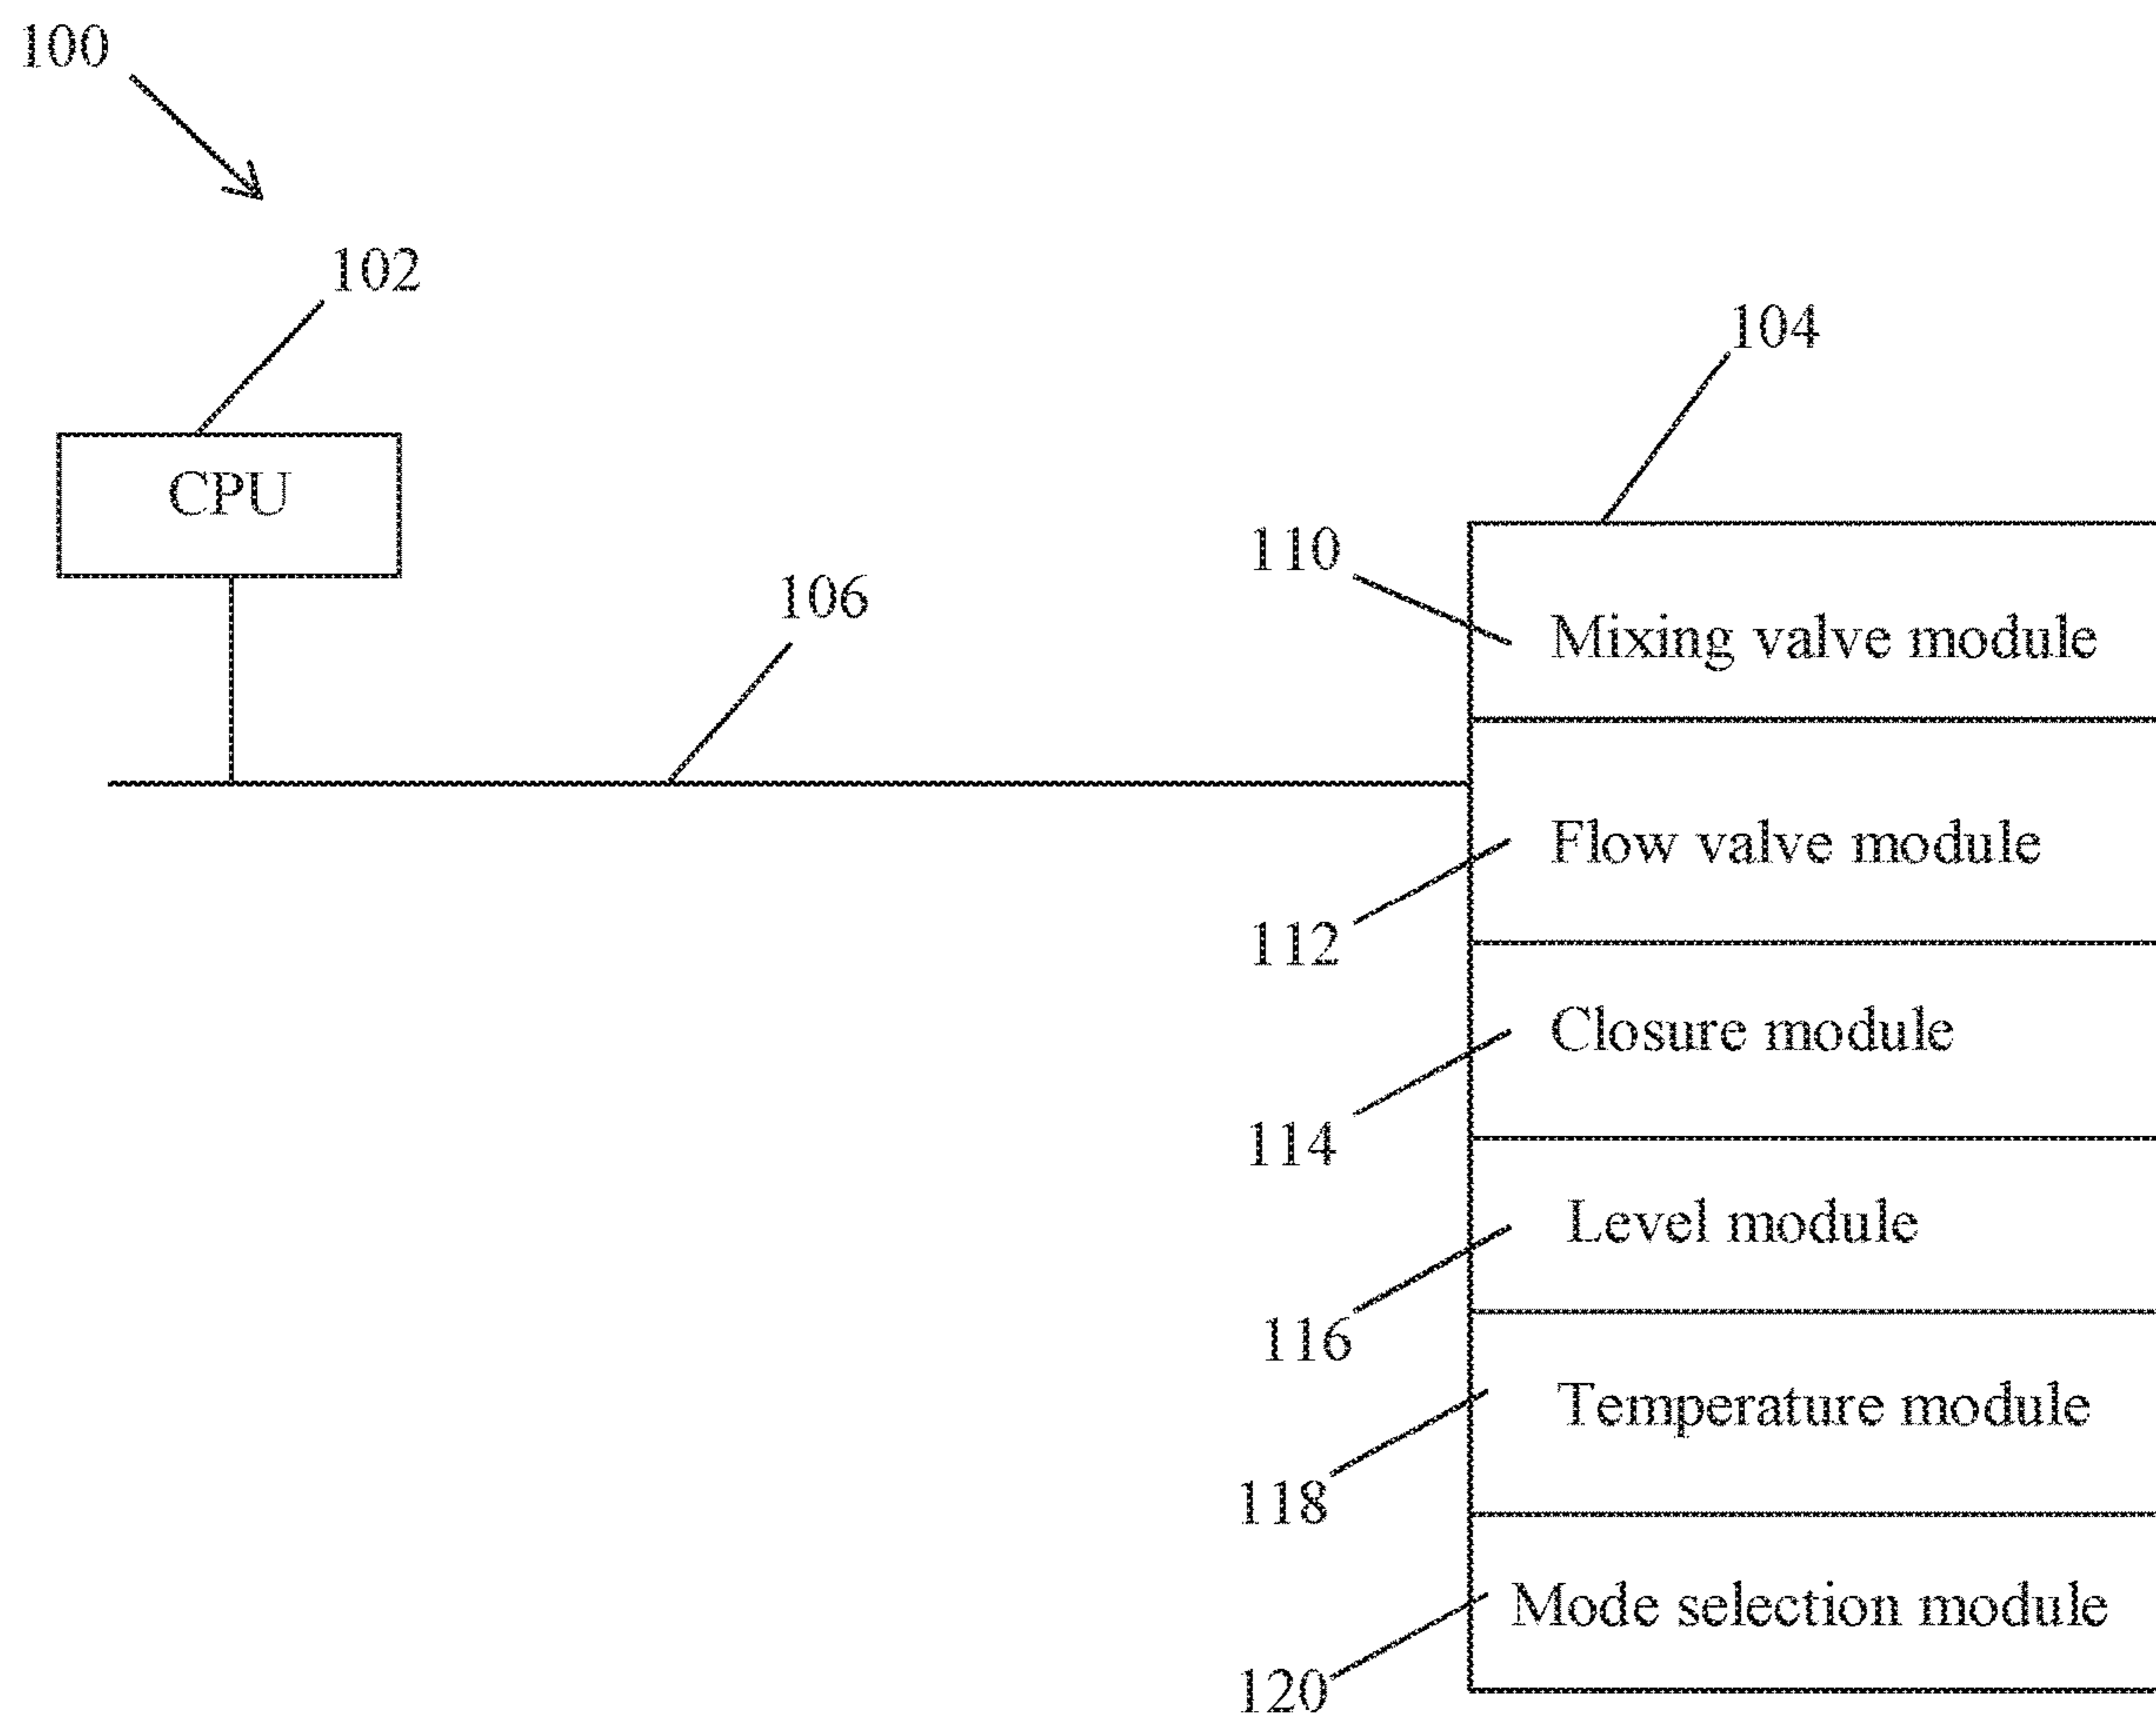 100
102
104
CPU
110
106
Mixing valve module
Flow valve module
112
Closure module
114
Level module
116
Temperature module
118
Mode selection module
120